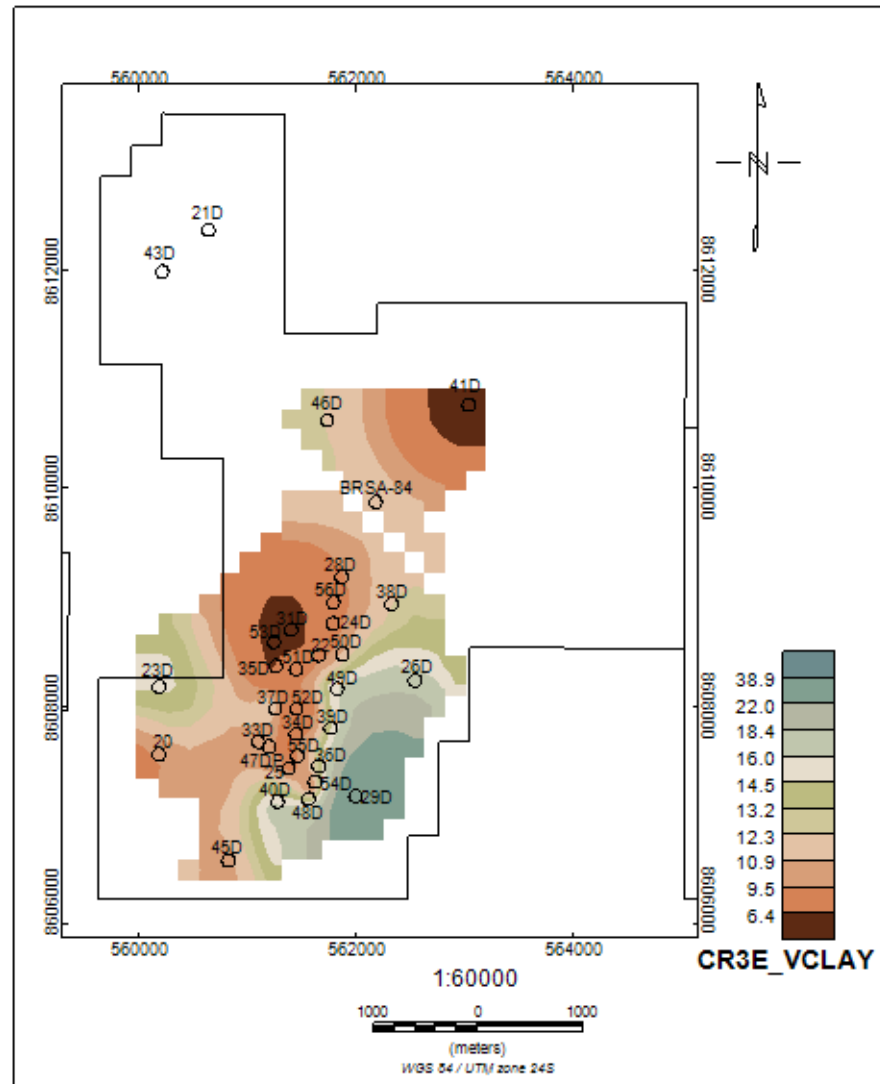 560000 562000 564000
N
21D
43D
8612000 8612000
41D
46D
BRSA-84
8610000 8610000
28D
56D
38D
31D 24D
53D
22 50D
35D 51D
23D 49D 26D
38.9
37D 52D
22.0
8608000 8608000
39D
18.4
33D 34D
20
16.0
55D
47DP 36D
25
14.5
54D
40D 29D
48D
13.2
12.3
45D
10.9
9.5
8606000 8606000
6.4
560000 562000 564000
CR3E_VCLAY
1:60000
1000 0 1000
(meters)
WGS 84 / UTM zone 24S